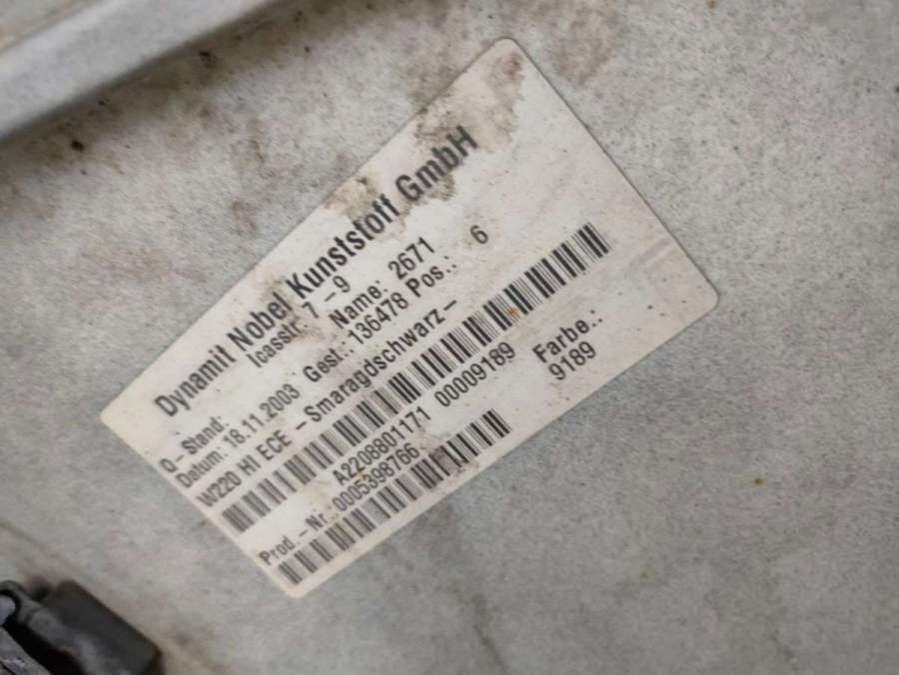 Dynamit Nobel Kunststoff GmbH
Icasstr. 7-9
Q-Stand: Name: 2671
Datum: 18.11.2003 Gest.: 136478 Pos.: 6
W220 HI ECE -Smaragdschwarz-
A2208801171 00009189 Farbe.:
Prod.-Nr.:0005398766 9189